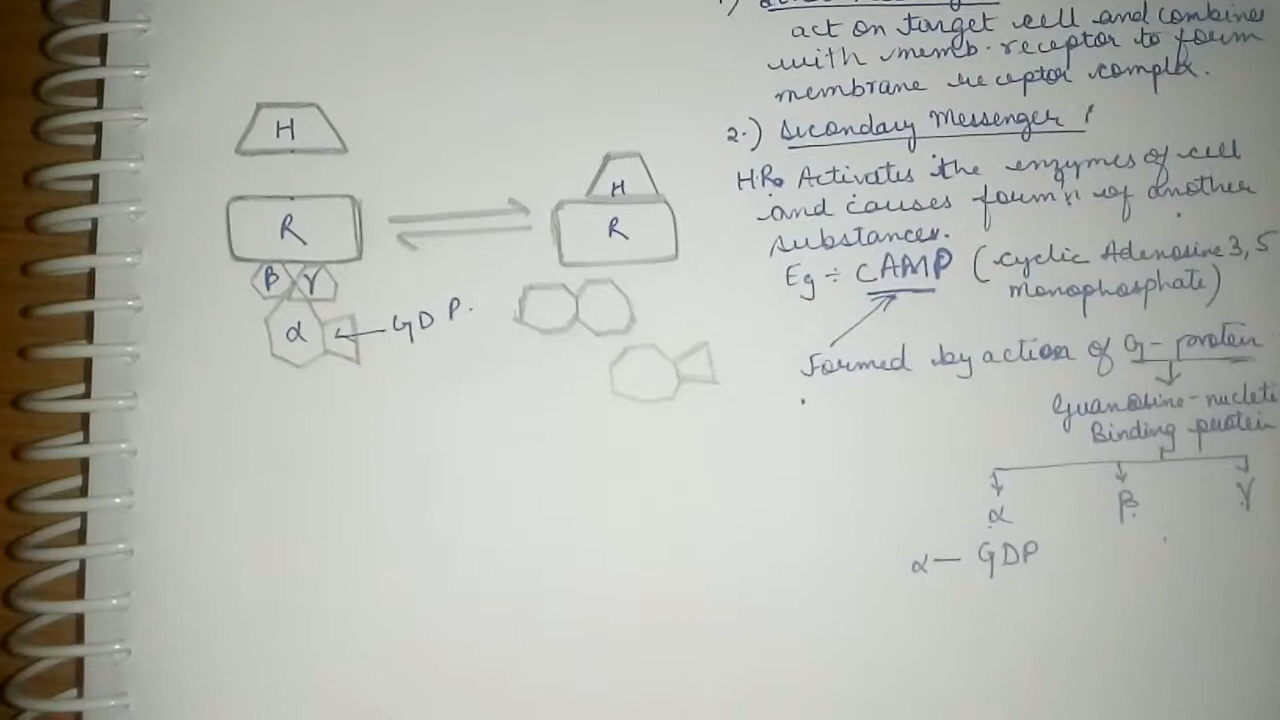 1.)
act on target cell and combines
with memb. receptor to form
membrane receptor complex.
2.) Secondary Messenger
H.R. Activates the enzymes of cell
and causes form'n of another
substances.
Eg ÷ CAMP (cyclic Adenosine 3, 5
monophosphate)
Formed by action of G- protein
Binding protein
α β γ
α — GDP
H
R
β γ
α ← GDP.
H
R